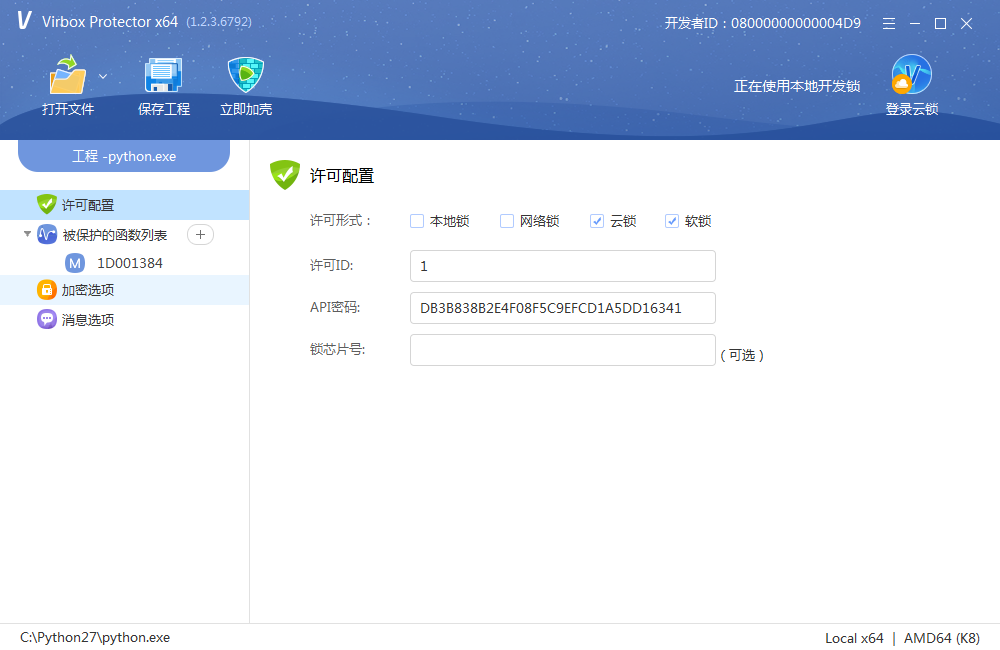 Virbox Protector x64 (1.2.3.6792)
开发者ID：08000000000004D9
打开文件
保存工程
立即加壳
正在使用本地开发锁
登录云锁
工程 -python.exe
许可配置
被保护的函数列表
M 1D001384
加密选项
消息选项
许可配置
许可形式： 本地锁 网络锁 云锁 软锁
许可ID: 1
API密码: DB3B838B2E4F08F5C9EFCD1A5DD16341
锁芯片号: ( 可选 )
C:\Python27\python.exe
Local x64 | AMD64 (K8)